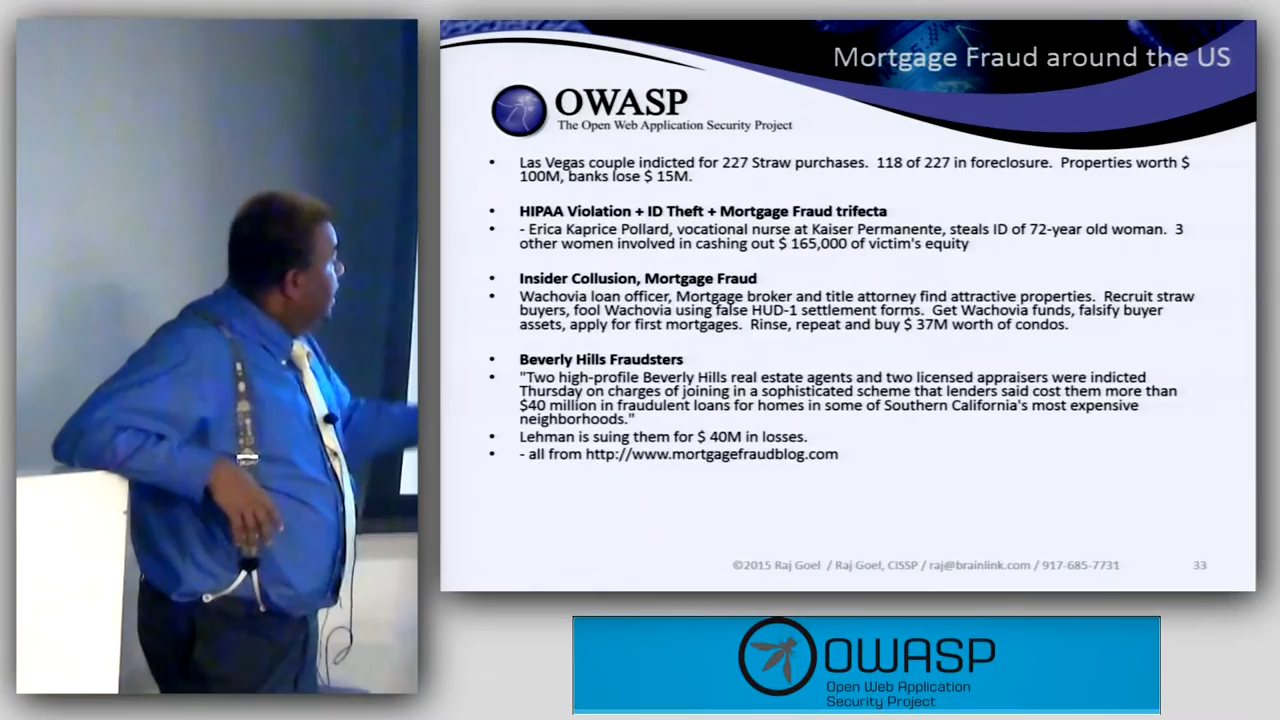 Mortgage Fraud around the US
OWASP
The Open Web Application Security Project
• Las Vegas couple indicted for 227 Straw purchases. 118 of 227 in foreclosure. Properties worth $
100M, banks lose $ 15M.
• HIPAA Violation + ID Theft + Mortgage Fraud trifecta
• - Erica Kaprice Pollard, vocational nurse at Kaiser Permanente, steals ID of 72-year old woman. 3
other women involved in cashing out $ 165,000 of victim's equity
• Insider Collusion, Mortgage Fraud
• Wachovia loan officer, Mortgage broker and title attorney find attractive properties. Recruit straw
buyers, fool Wachovia using false HUD-1 settlement forms. Get Wachovia funds, falsify buyer
assets, apply for first mortgages. Rinse, repeat and buy $ 37M worth of condos.
• Beverly Hills Fraudsters
• "Two high-profile Beverly Hills real estate agents and two licensed appraisers were indicted
Thursday on charges of joining in a sophisticated scheme that lenders said cost them more than
$40 million in fraudulent loans for homes in some of Southern California's most expensive
neighborhoods."
• Lehman is suing them for $ 40M in losses.
• - all from http://www.mortgagefraudblog.com
©2015 Raj Goel / Raj Goel, CISSP / raj@brainlink.com / 917-685-7731 33
OWASP
Open Web Application
Security Project